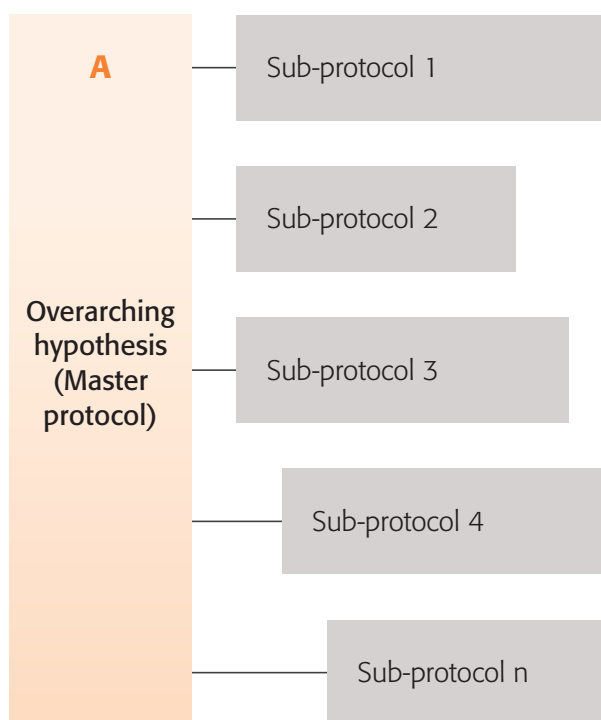 A
Sub-protocol 1
Sub-protocol 2
Overarching
hypothesis
(Master
protocol)
Sub-protocol 3
Sub-protocol 4
Sub-protocol n